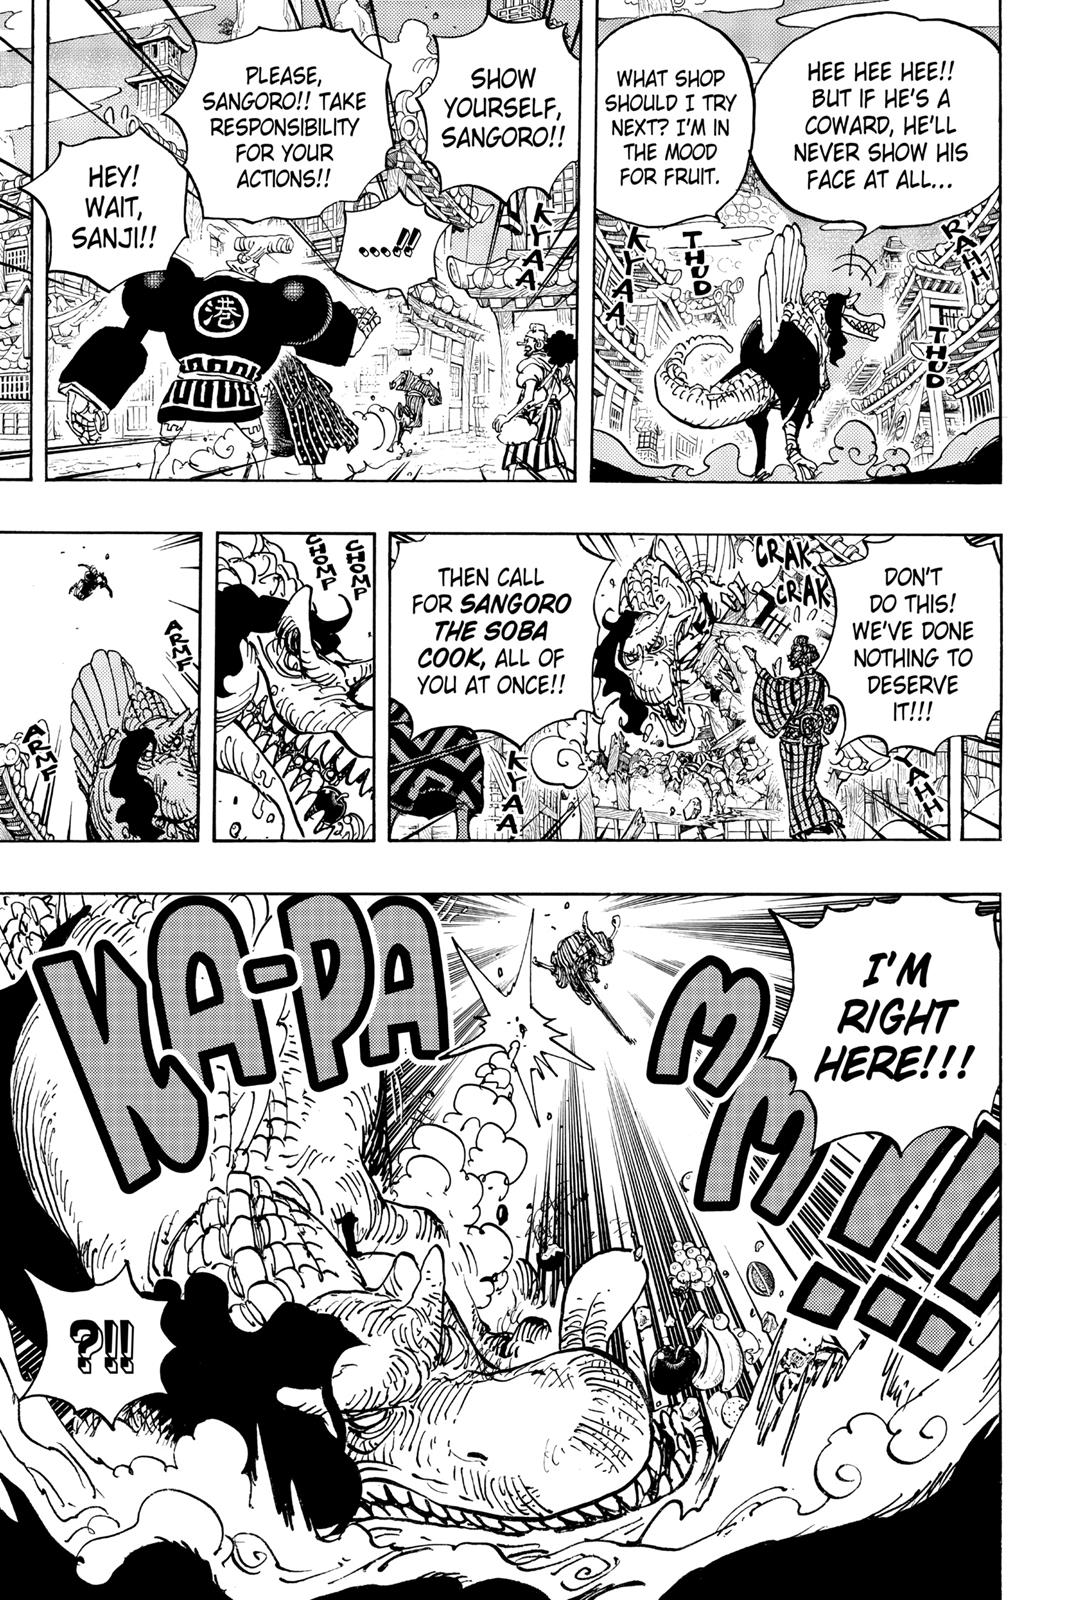 HEE HEE HEE!!
BUT IF HE'S A
COWARD, HE'LL
NEVER SHOW HIS
FACE AT ALL...
WHAT SHOP
SHOULD I TRY
NEXT? I'M IN
THE MOOD
FOR FRUIT.
RAHH
THUD
THUD
KYAA
SHOW
YOURSELF,
SANGORO!!
PLEASE,
SANGORO!! TAKE
RESPONSIBILITY
FOR YOUR
ACTIONS!!
....!!
HEY!
WAIT,
SANJI!!
KYAA
港
DON'T
DO THIS!
WE'VE DONE
NOTHING TO
DESERVE
IT!!!
CRAK
CRAK
THEN CALL
FOR SANGORO
THE SOBA
COOK, ALL OF
YOU AT ONCE!!
YAHH
KYAA
CHOMP
CHOMP
ARMF
ARMF
I'M
RIGHT
HERE!!!
KA-PA
MM!!!
?!!